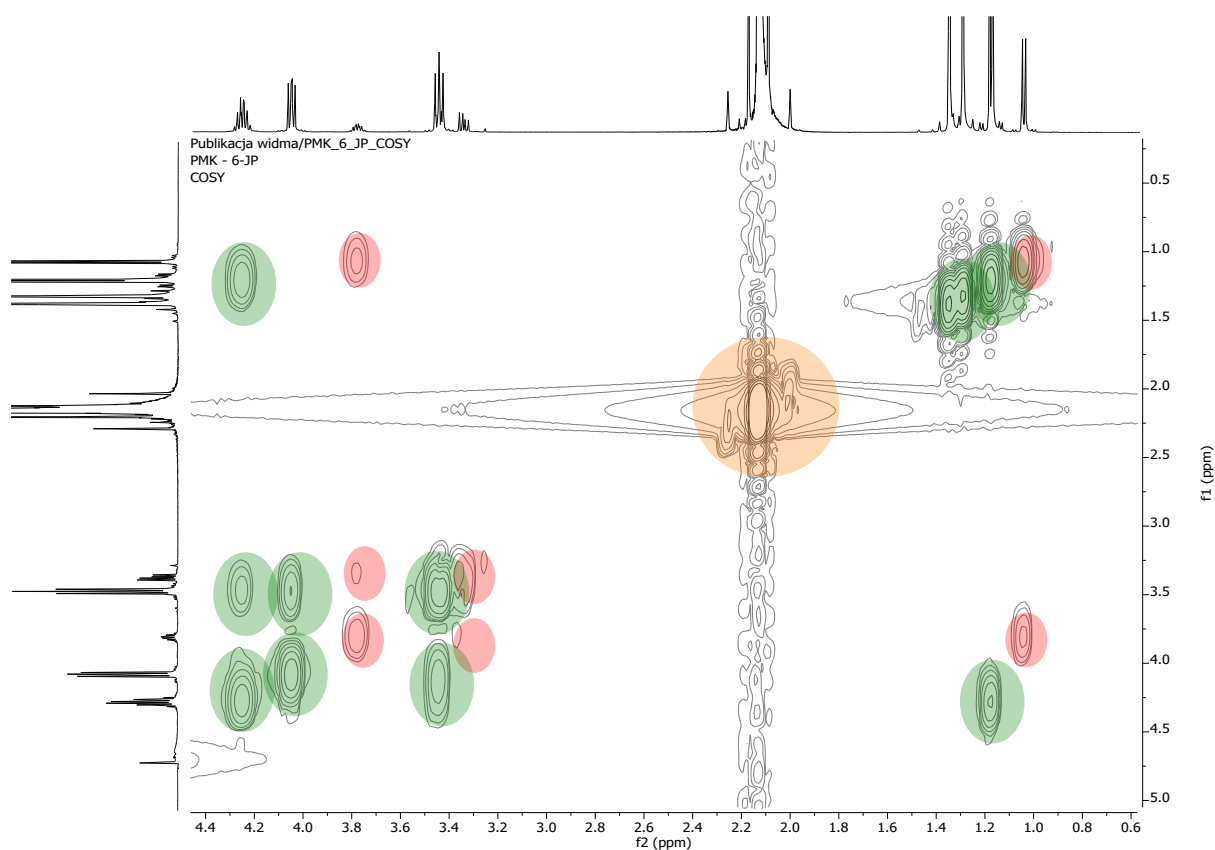 Publikacja widma/PMK_6_JP_COSY
PMK - 6-JP
COSY
0.5
1.0
1.5
2.0
2.5
3.0
3.5
4.0
4.5
5.0
f1 (ppm)
4.4 4.2 4.0 3.8 3.6 3.4 3.2 3.0 2.8 2.6 2.4 2.2 2.0 1.8 1.6 1.4 1.2 1.0 0.8 0.6
f2 (ppm)